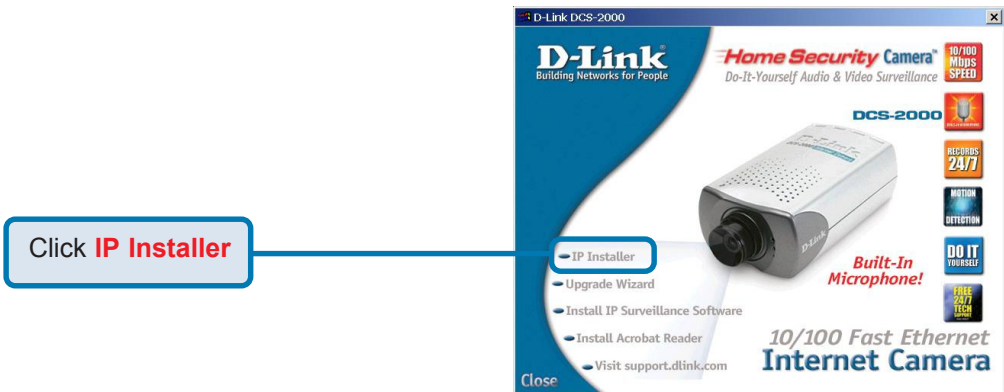 D-Link DCS-2000
D-Link
Building Networks for People
Home Security Camera™
Do-It-Yourself Audio & Video Surveillance
10/100
Mbps
SPEED
DCS-2000
RECORDS
24/7
MOTION
DETECTION
D-Link
D-Link
Click IP Installer
IP Installer
Upgrade Wizard
Install IP Surveillance Software
Install Acrobat Reader
Visit support.dlink.com
Close
Built-In
Microphone!
DO IT
YOURSELF
FREE
24/7
TECH
SUPPORT
10/100 Fast Ethernet
Internet Camera